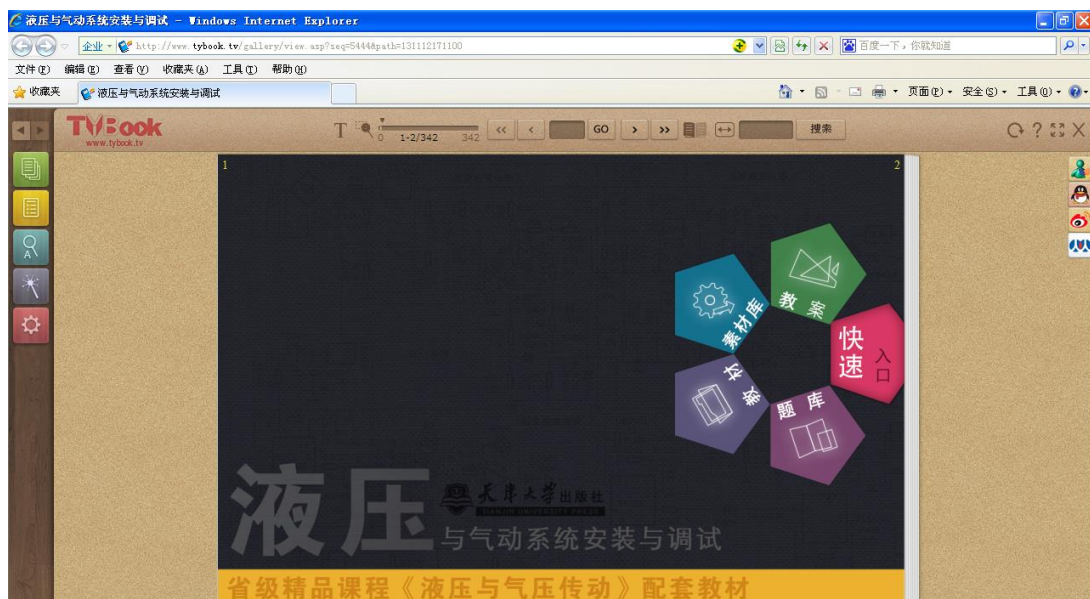 液压与气动系统安装与调试 - Windows Internet Explorer
企业 http://www.tybook.tv/gallery/view.asp?seq=5444&path=131112171100 百度一下，你就知道
文件(F) 编辑(E) 查看(V) 收藏夹(A) 工具(T) 帮助(H)
收藏夹 液压与气动系统安装与调试 页面(P) 安全(S) 工具(O)
TYBook T 0 1-2/342 342 << < GO > >> 搜索
www.tybook.tv
1 2
教案
素材库
快速入口
教材
题库
液压
天津大学出版社
TIANJIN UNIVERSITY PRESS
与气动系统安装与调试
省级精品课程《液压与气压传动》配套教材